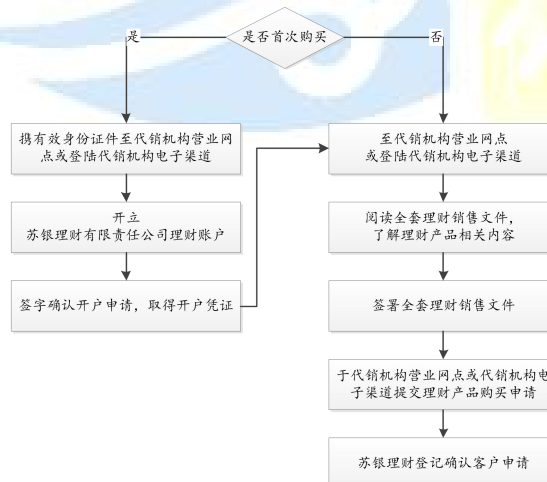 是否首次购买
是
否
携有效身份证件至代销机构营业网
点或登陆代销机构电子渠道
开立
苏银理财有限责任公司理财账户
签字确认开户申请，取得开户凭证
至代销机构营业网点
或登陆代销机构电子渠道
阅读全套理财销售文件，
了解理财产品相关内容
签署全套理财销售文件
于代销机构营业网点或代销机构电
子渠道提交理财产品购买申请
苏银理财登记确认客户申请